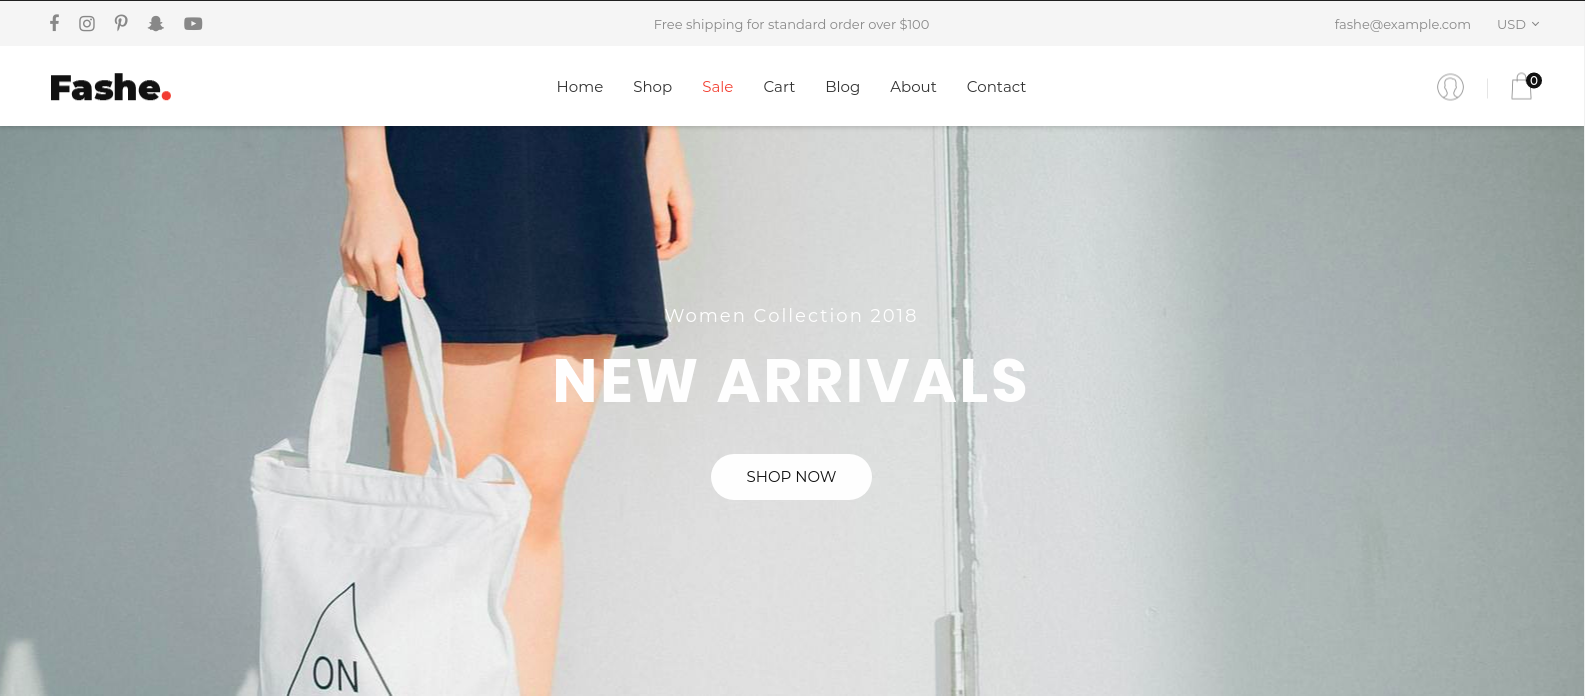 Free shipping for standard order over $100
fashe@example.com
USD
Fashe.
Home Shop Sale Cart Blog About Contact
0
Women Collection 2018
NEW ARRIVALS
SHOP NOW
ON